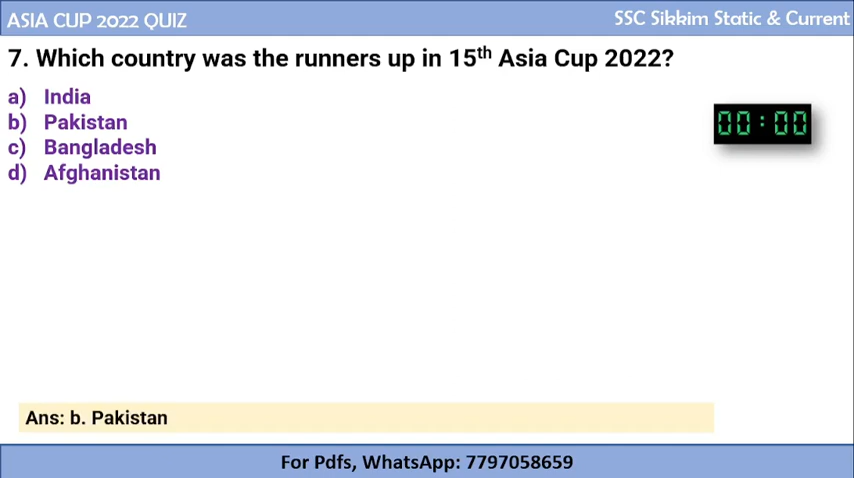 ASIA CUP 2022 QUIZ
SSC Sikkim Static & Current
7. Which country was the runners up in 15th Asia Cup 2022?
a) India
b) Pakistan
c) Bangladesh
d) Afghanistan
00:00
Ans: b. Pakistan
For Pdfs, WhatsApp: 7797058659